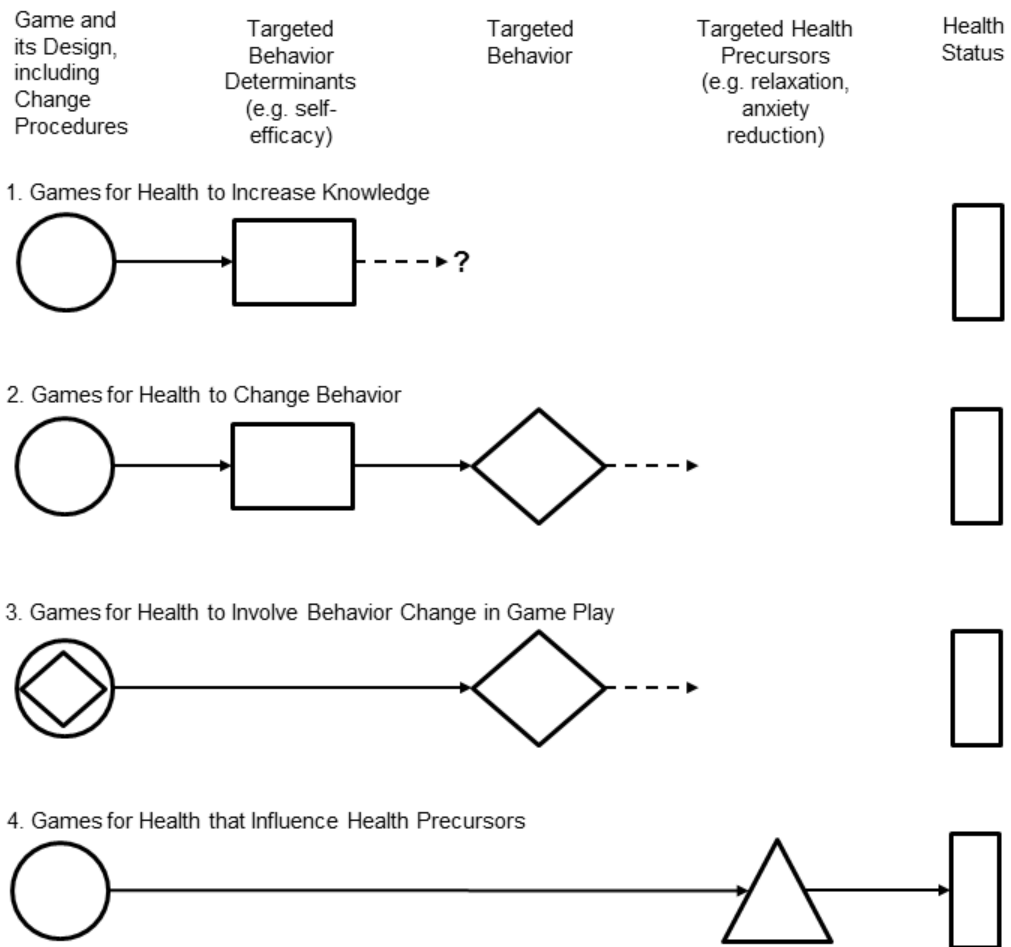 Game and
its Design,
including
Change
Procedures
Targeted
Behavior
Determinants
(e.g. self-
efficacy)
Targeted
Behavior
Targeted Health
Precursors
(e.g. relaxation,
anxiety
reduction)
Health
Status
1. Games for Health to Increase Knowledge
?
2. Games for Health to Change Behavior
3. Games for Health to Involve Behavior Change in Game Play
4. Games for Health that Influence Health Precursors